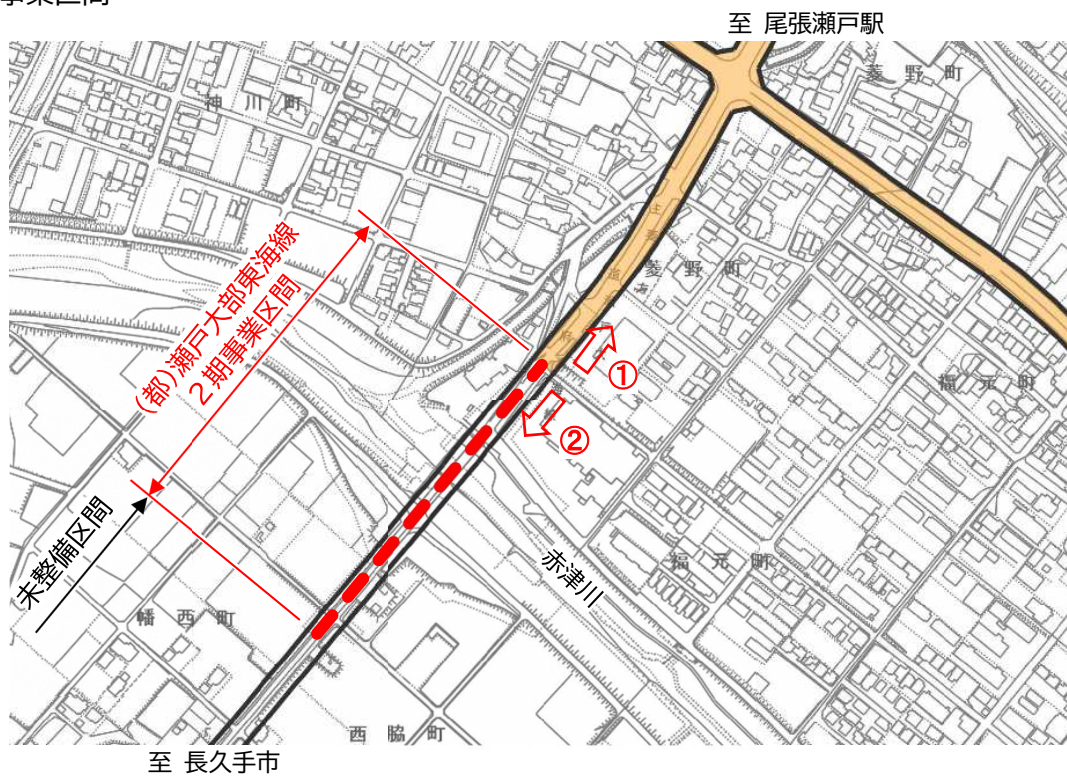 事業区間
至 尾張瀬戸駅
菱野町
神川町
(都)瀬戸大部東海線
2期事業区間
菱野町
①
福元町
②
未整備区間
赤津川
福元町
幡西町
西脇町
至 長久手市